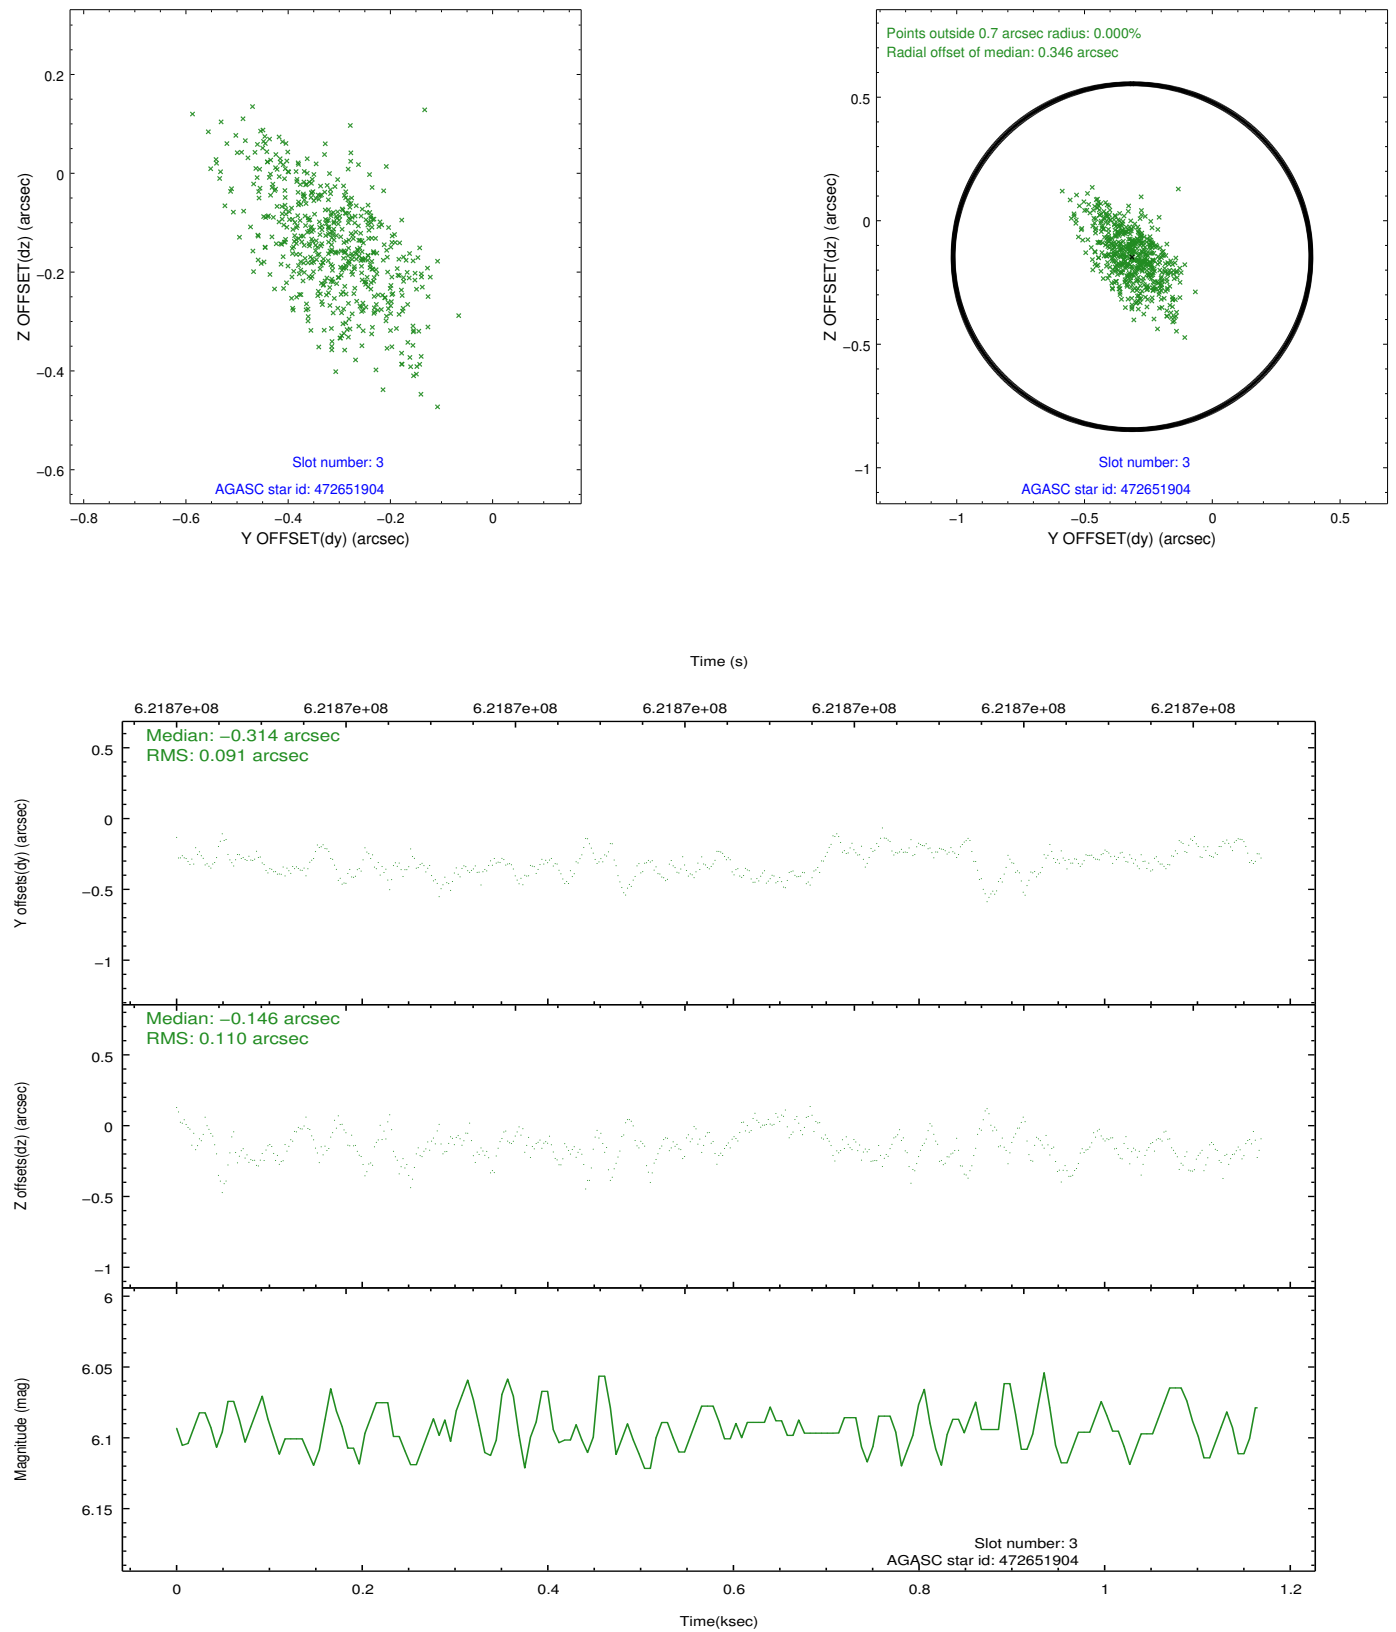 0.2
0
−0.2
−0.4
−0.6
Z OFFSET(dz) (arcsec)
Slot number: 3
AGASC star id: 472651904
−0.8
−0.6
−0.4
−0.2
0
Y OFFSET(dy) (arcsec)
Points outside 0.7 arcsec radius: 0.000%
Radial offset of median: 0.346 arcsec
0.5
0
−0.5
−1
Z OFFSET(dz) (arcsec)
Slot number: 3
AGASC star id: 472651904
−1
−0.5
0
0.5
Y OFFSET(dy) (arcsec)
Time (s)
6.2187e+08
6.2187e+08
6.2187e+08
6.2187e+08
6.2187e+08
6.2187e+08
6.2187e+08
Median: −0.314 arcsec
RMS: 0.091 arcsec
0.5
0
−0.5
−1
Y offsets(dy) (arcsec)
Median: −0.146 arcsec
RMS: 0.110 arcsec
0.5
0
−0.5
−1
Z offsets(dz) (arcsec)
6
6.05
6.1
6.15
Magnitude (mag)
Slot number: 3
AGASC star id: 472651904
0
0.2
0.4
0.6
0.8
1
1.2
Time(ksec)